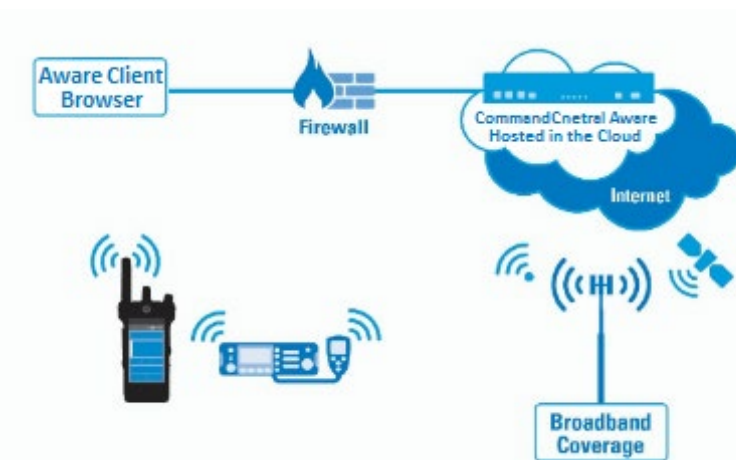 Aware Client
Browser
Firewall
CommandCnetral Aware
Hosted in the Cloud
Internet
Broadband
Coverage